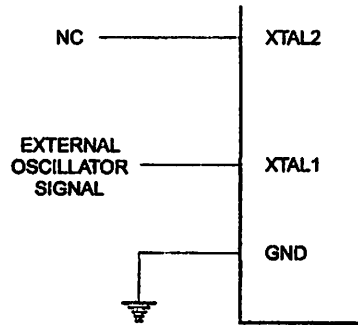 NC
XTAL2
EXTERNAL
OSCILLATOR
SIGNAL
XTAL1
GND